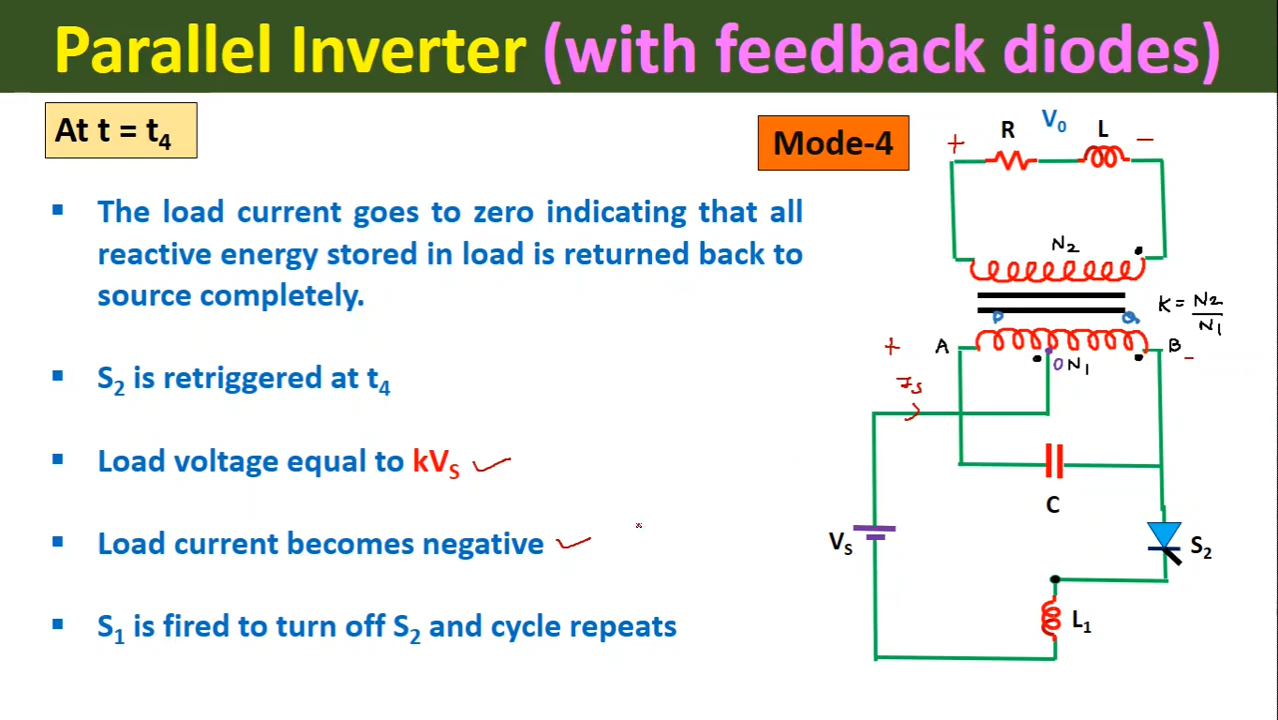 Parallel Inverter (with feedback diodes)
At t = t4
Mode-4
The load current goes to zero indicating that all
reactive energy stored in load is returned back to
source completely.
S2 is retriggered at t4
Load voltage equal to kVS
Load current becomes negative
S1 is fired to turn off S2 and cycle repeats
+ R V0 L -
N2
K = N2
N1
P Q
+ A B -
O N1
IS
C
VS
S2
L1